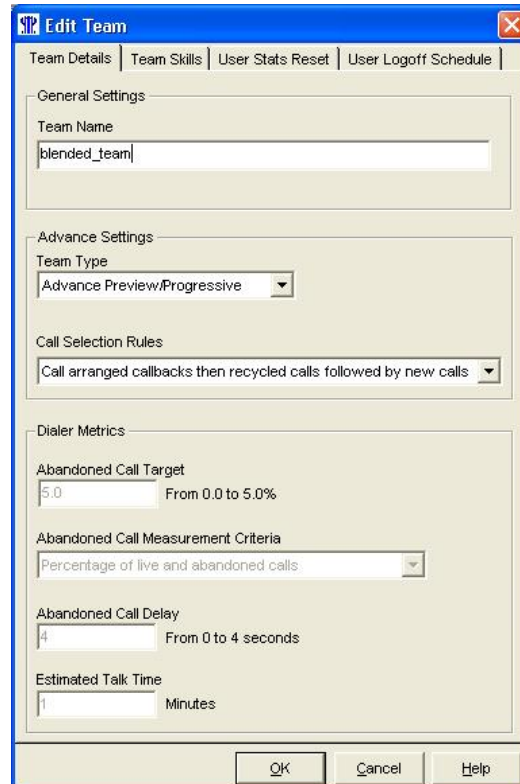 Edit Team
Team Details Team Skills User Stats Reset User Logoff Schedule
General Settings
Team Name
blended_team
Advance Settings
Team Type
Advance Preview/Progressive
Call Selection Rules
Call arranged callbacks then recycled calls followed by new calls
Dialer Metrics
Abandoned Call Target
5.0 From 0.0 to 5.0%
Abandoned Call Measurement Criteria
Percentage of live and abandoned calls
Abandoned Call Delay
4 From 0 to 4 seconds
Estimated Talk Time
1 Minutes
OK Cancel Help